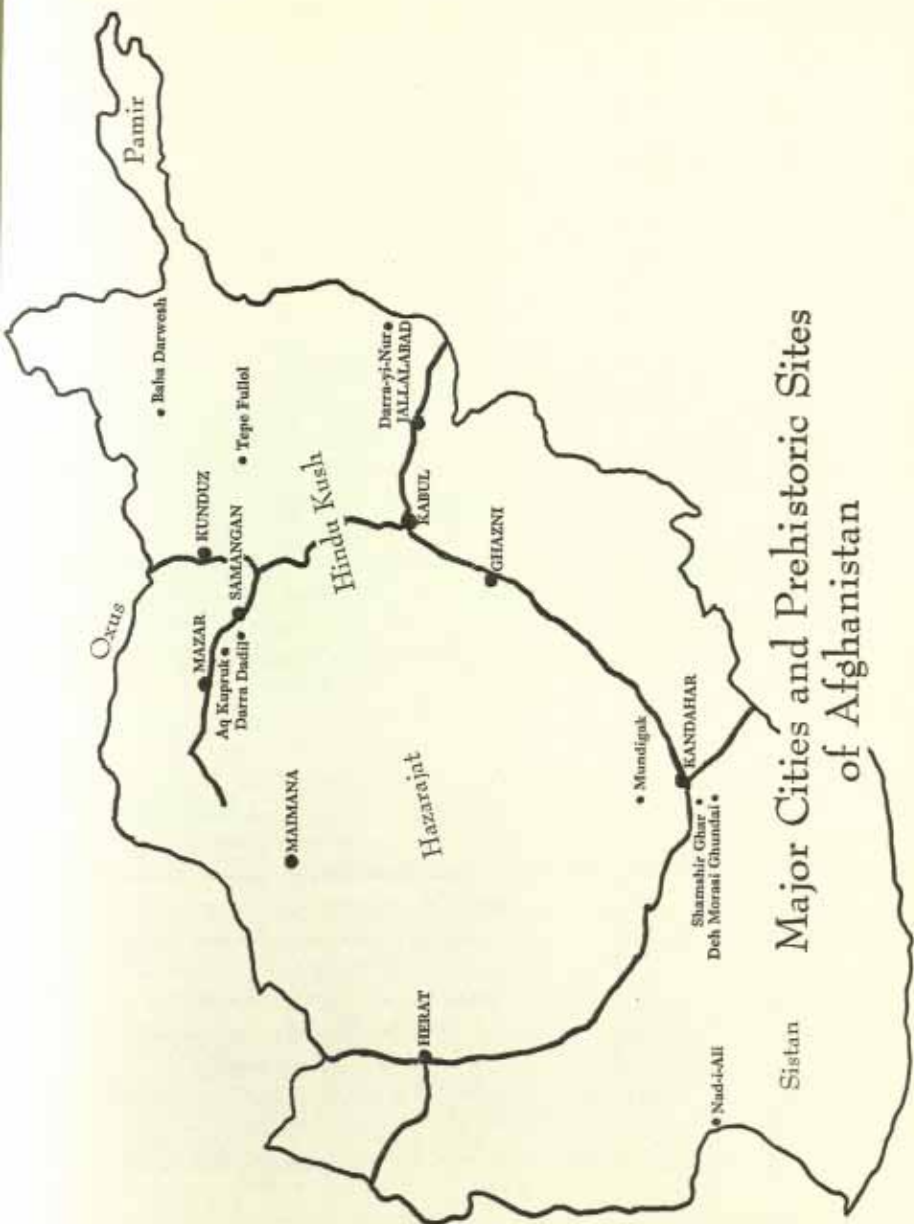 Pamir
Oxus
Baba Darwesh
KUNDUZ
Tepe Fullol
MAZAR
SAMANGAN
Aq Kupruk
Darra Dadil
Hindu Kush
MAIMANA
Darra-yi-Nur
JALLALABAD
KABUL
HERAT
Hazarajat
GHAZNI
Mundigak
KANDAHAR
Shamshir Ghar
Deh Morasi Ghundai
Nad-i-Ali
Sistan
Major Cities and Prehistoric Sites
of Afghanistan